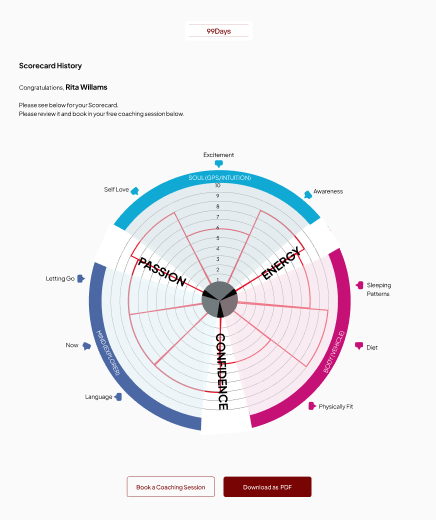 99Days
Scorecard History
Congratulations, Rita Willams
Please see below for your Scorecard.
Please review it and book in your free coaching session below.
Excitement
SOUL (GPS/INTUITION)
Self Love
Awareness
10
9
8
7
6
5
4
3
2
1
PASSION
ENERGY
Letting Go
Sleeping
Patterns
Now
Diet
MIND (EXPLORER)
BODY (VEHICLE)
CONFIDENCE
Language
Physically Fit
Book a Coaching Session
Download as PDF